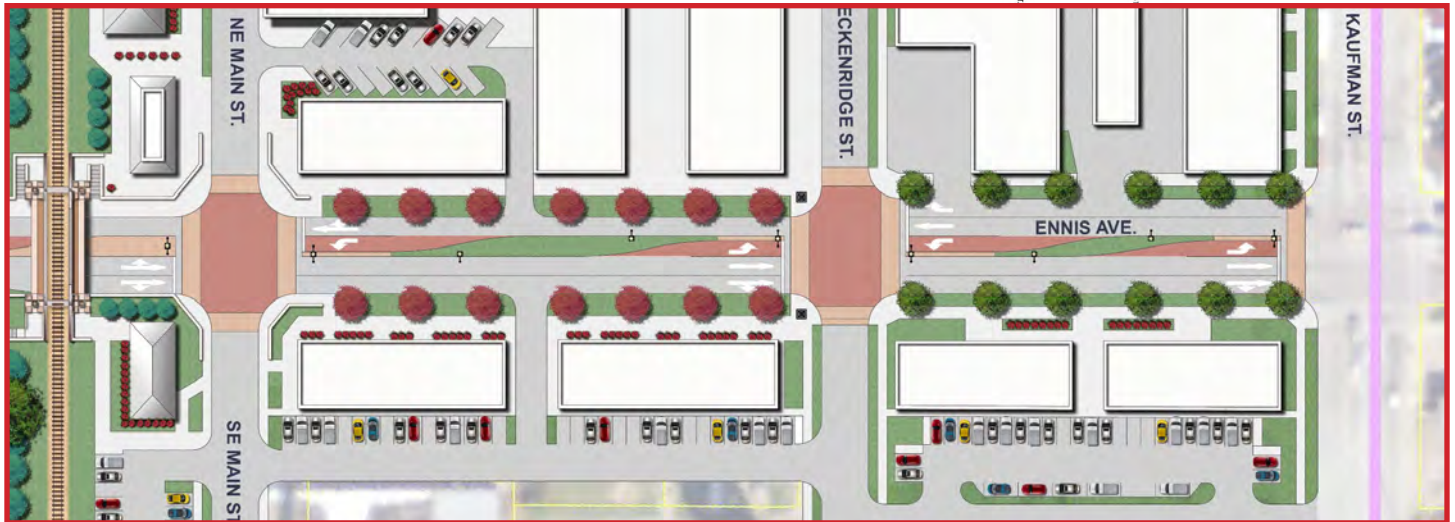 NE MAIN ST.
ECKENRIDGE ST.
KAUFMAN ST.
ENNIS AVE.
SE MAIN ST